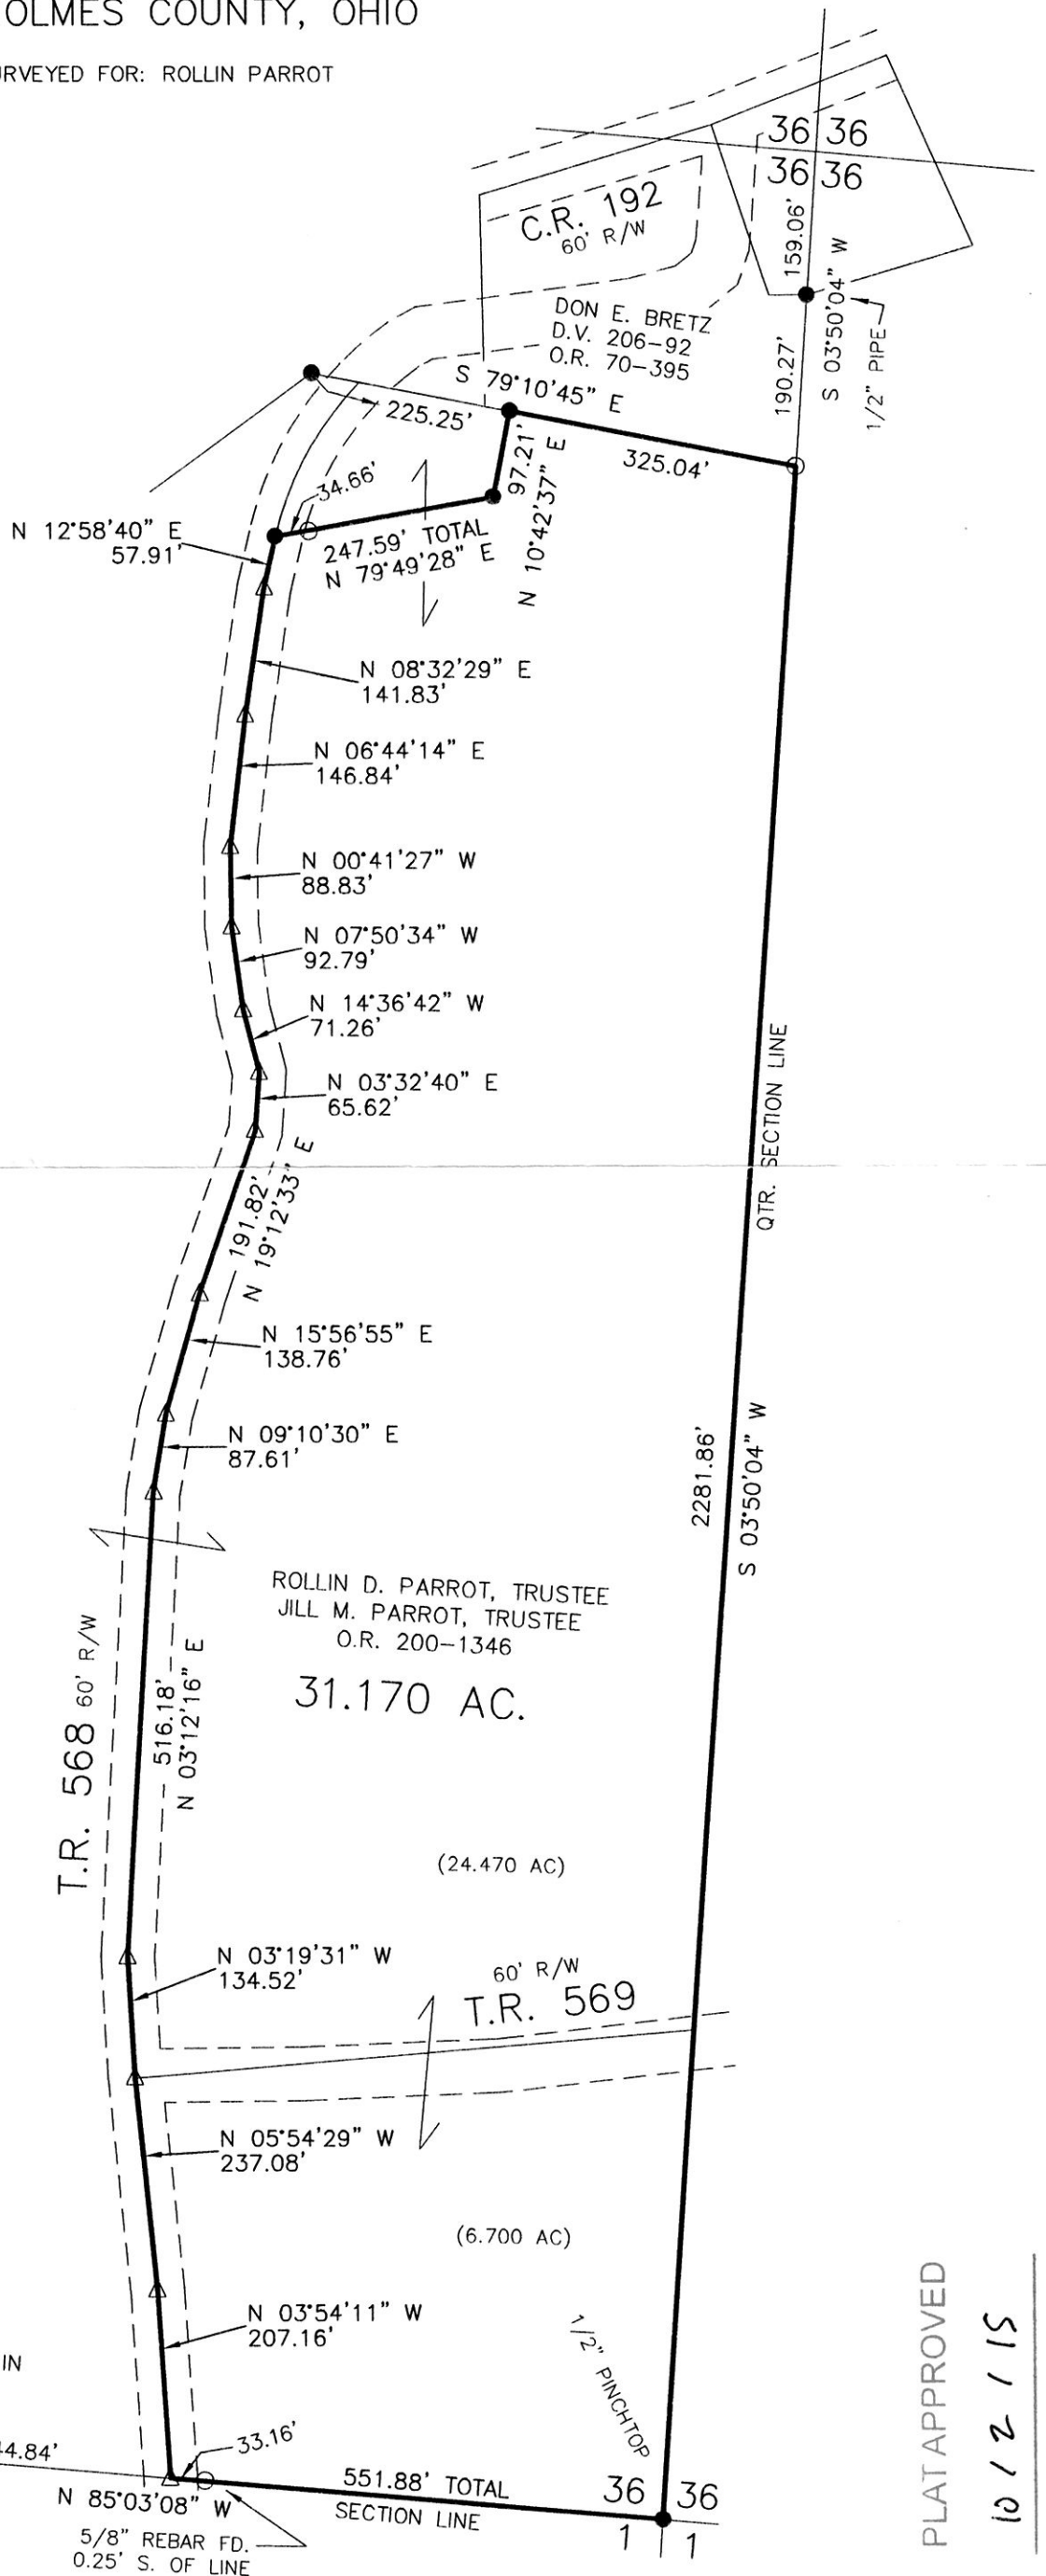 OLMES COUNTY, OHIO
RVEYED FOR: ROLLIN PARROT
36 36
36 36
C.R. 192
60' R/W
159.06'
S 03°50'04" W
1/2" PIPE
190.27'
DON E. BRETZ
D.V. 206-92
O.R. 70-395
S 79°10'45" E
225.25'
325.04'
97.21'
N 10°42'37" E
34.66'
247.59' TOTAL
N 79°49'28" E
N 12°58'40" E
57.91'
N 08°32'29" E
141.83'
N 06°44'14" E
146.84'
N 00°41'27" W
88.83'
N 07°50'34" W
92.79'
N 14°36'42" W
71.26'
N 03°32'40" E
65.62'
QTR. SECTION LINE
191.82'
N 19°12'33" E
N 15°56'55" E
138.76'
N 09°10'30" E
87.61'
2281.86'
S 03°50'04" W
ROLLIN D. PARROT, TRUSTEE
JILL M. PARROT, TRUSTEE
O.R. 200-1346
31.170 AC.
T.R. 568 60' R/W
516.18'
N 03°12'16" E
(24.470 AC)
N 03°19'31" W
134.52'
60' R/W
T.R. 569
N 05°54'29" W
237.08'
(6.700 AC)
N 03°54'11" W
207.16'
1/2" PINCHTOP
IN
4.84'
33.16'
551.88' TOTAL
SECTION LINE
N 85°03'08" W
5/8" REBAR FD.
0.25' S. OF LINE
36 36
1 1
PLAT APPROVED
10/2/15